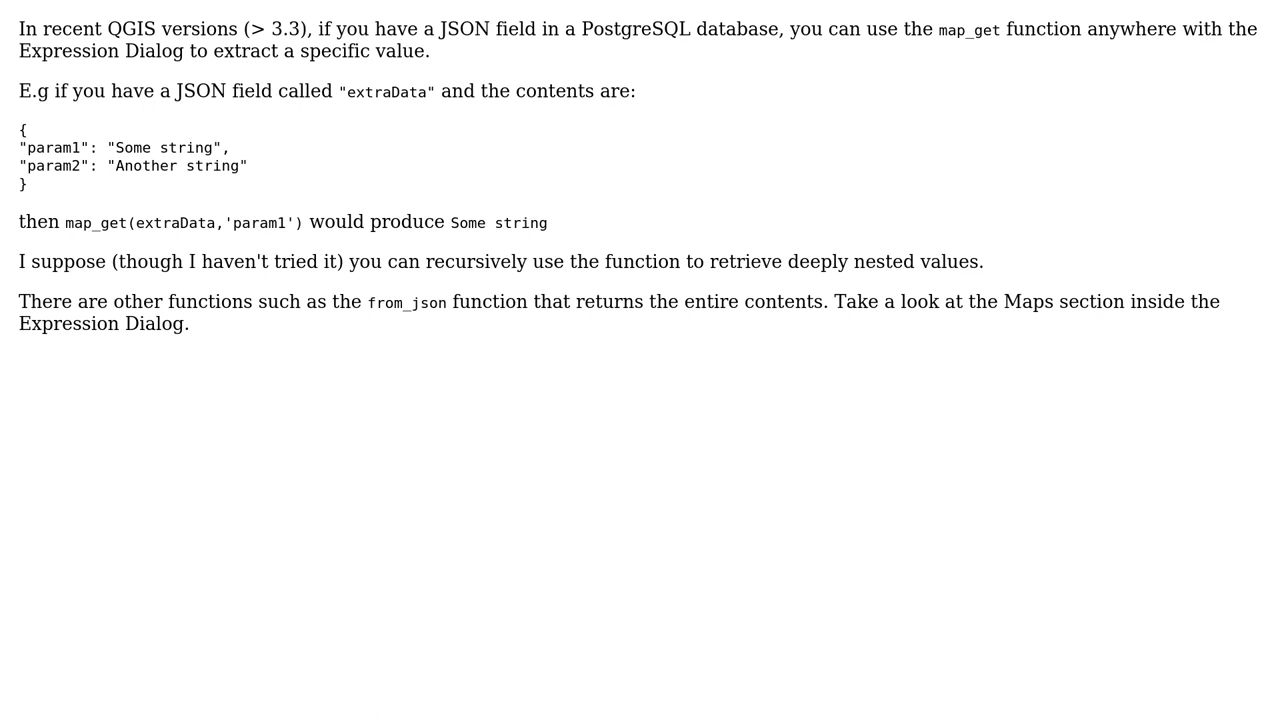 In recent QGIS versions (> 3.3), if you have a JSON field in a PostgreSQL database, you can use the map_get function anywhere with the
Expression Dialog to extract a specific value.
E.g if you have a JSON field called "extraData" and the contents are:
{
"param1": "Some string",
"param2": "Another string"
}
then map_get(extraData,'param1') would produce Some string
I suppose (though I haven't tried it) you can recursively use the function to retrieve deeply nested values.
There are other functions such as the from_json function that returns the entire contents. Take a look at the Maps section inside the
Expression Dialog.